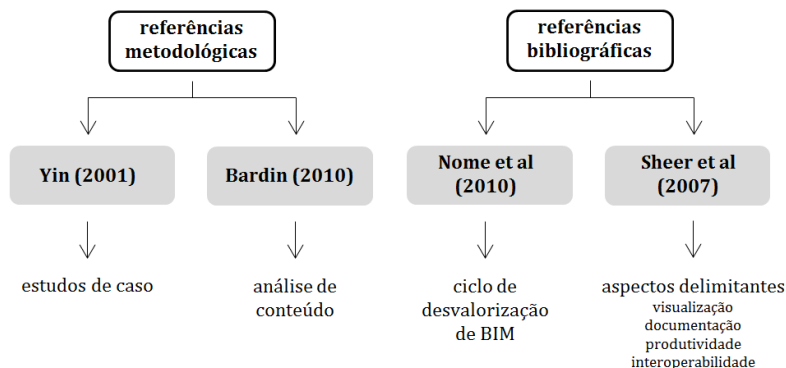 referências
metodológicas
referências
bibliográficas
Yin (2001)
Bardin (2010)
Nome et al
(2010)
Sheer et al
(2007)
estudos de caso
análise de
conteúdo
ciclo de
desvalorização
de BIM
aspectos delimitantes
visualização
documentação
produtividade
interoperabilidade